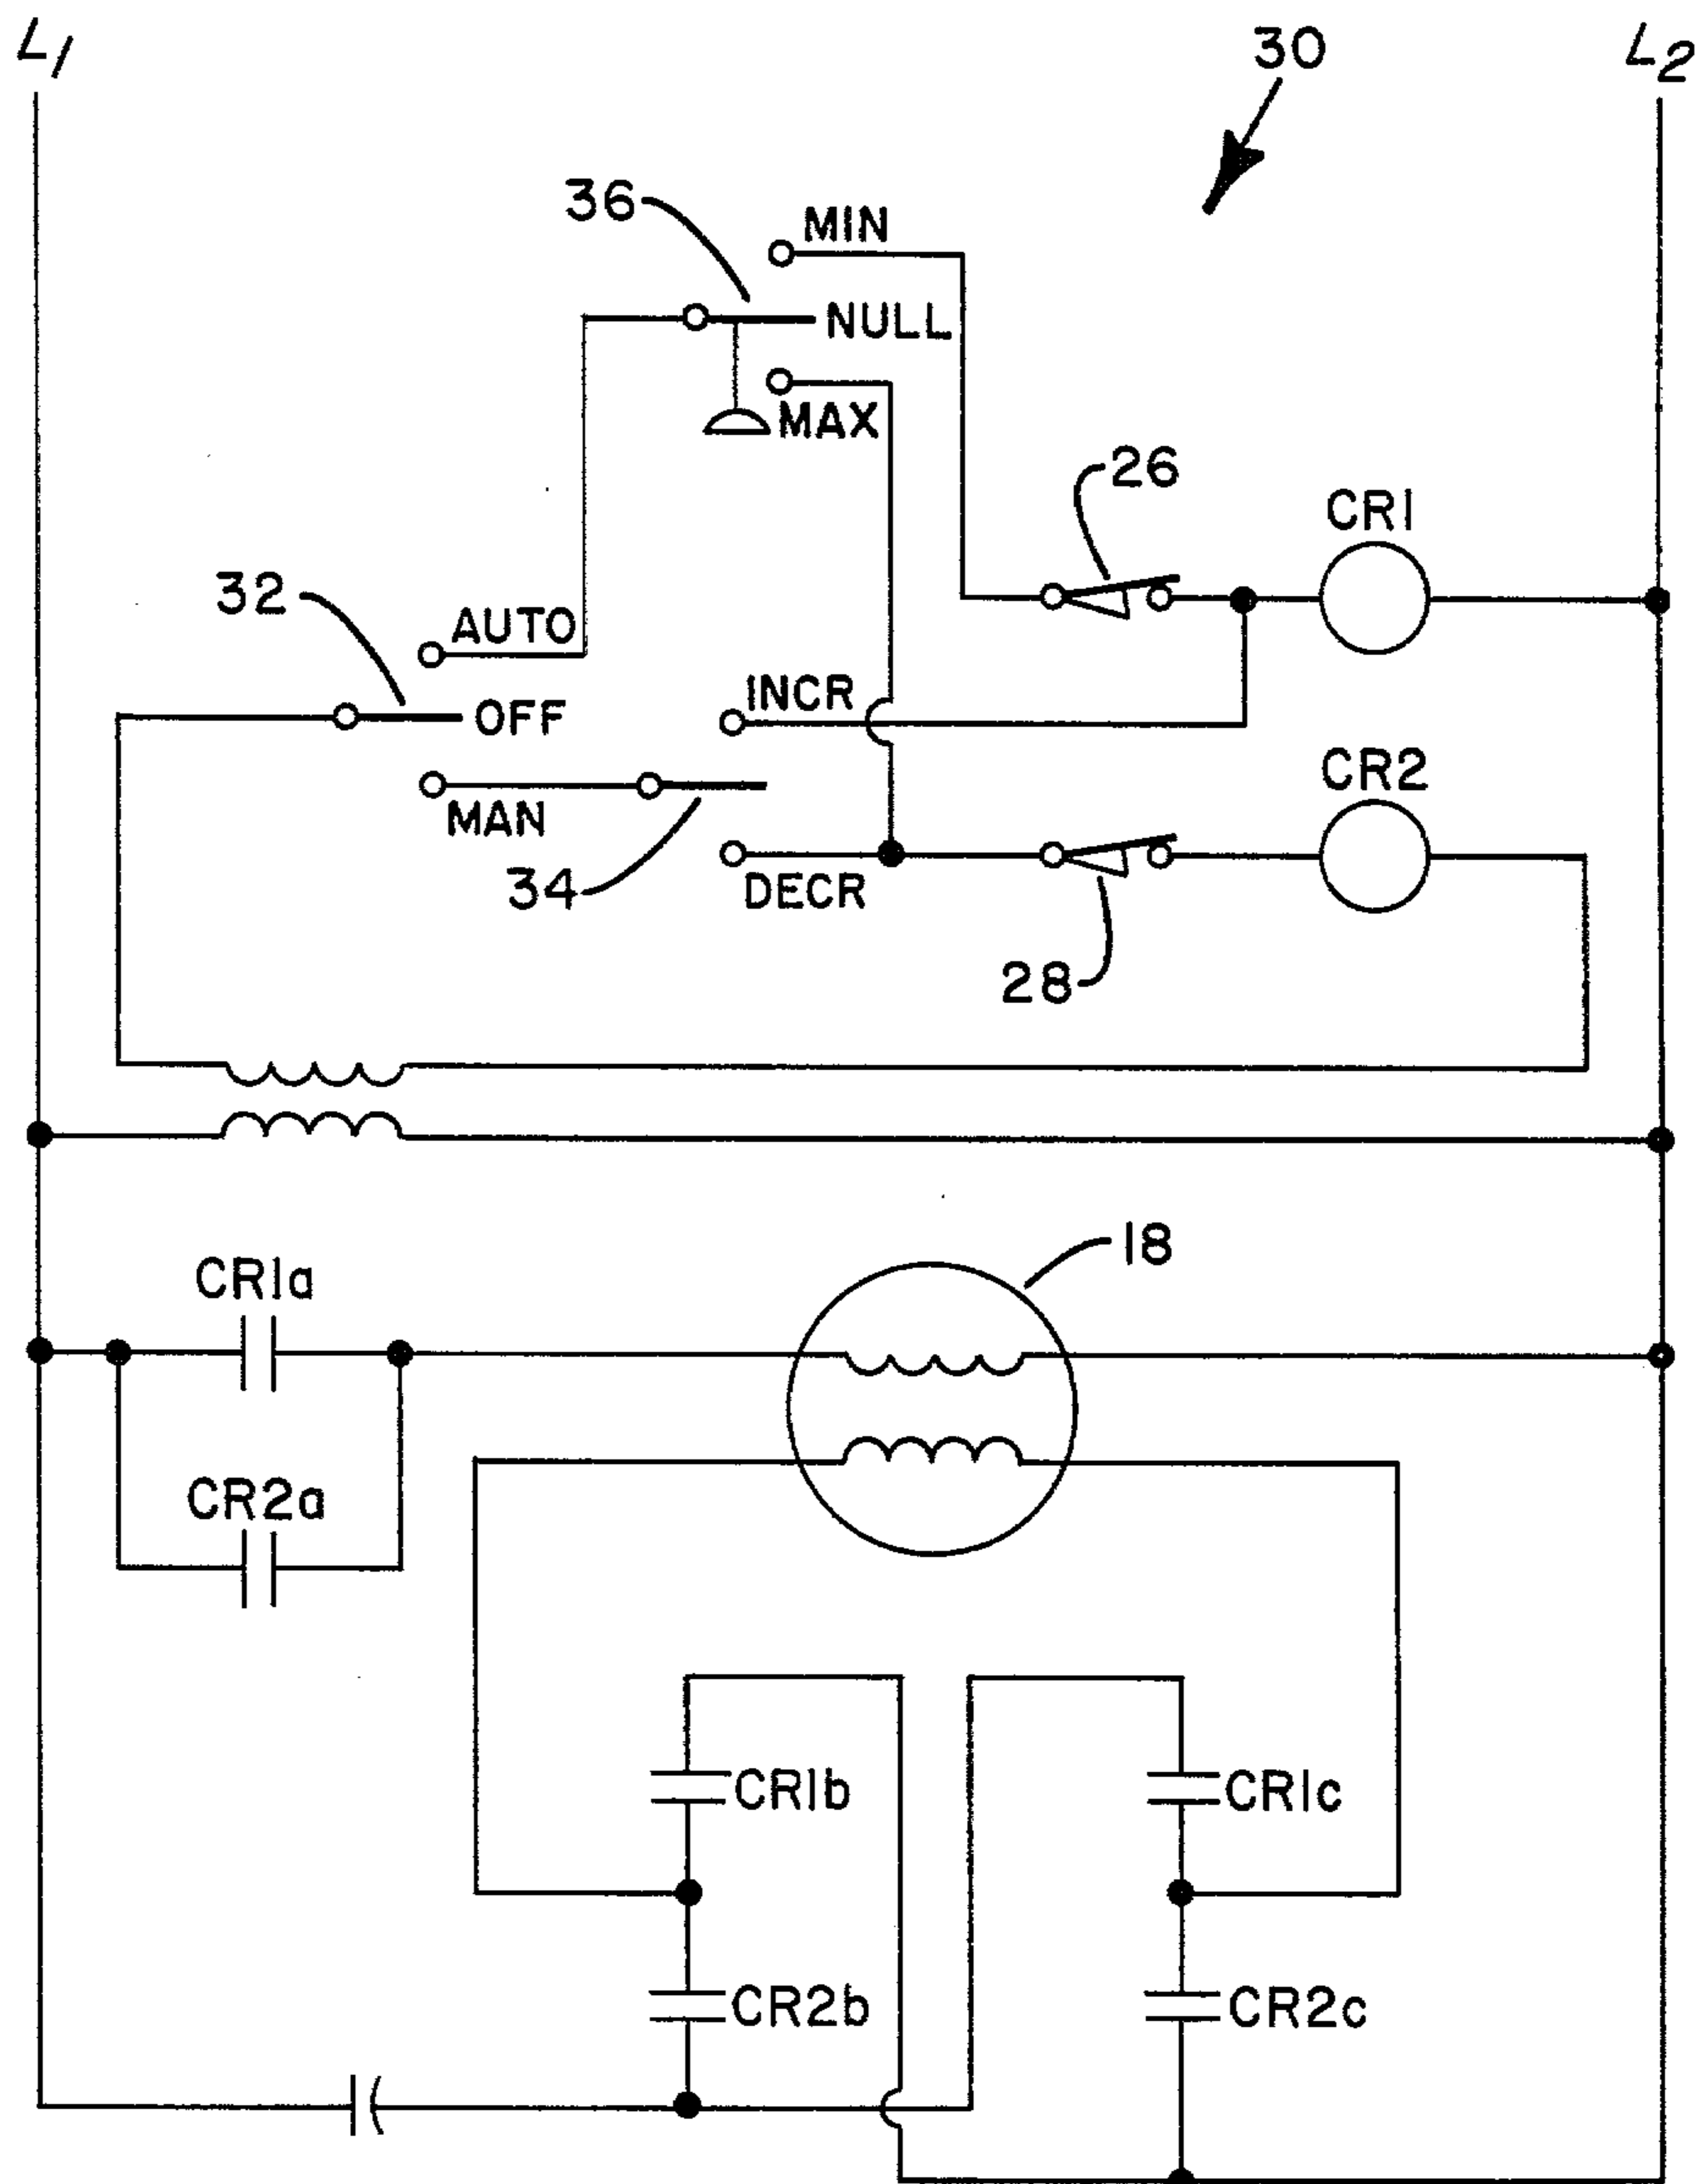 L1
30
L2
36
MIN
NULL
MAX
26
CR1
32
AUTO
INCR
OFF
CR2
MAN
34
DECR
28
18
CR1a
CR2a
CR1b
CR1c
CR2b
CR2c